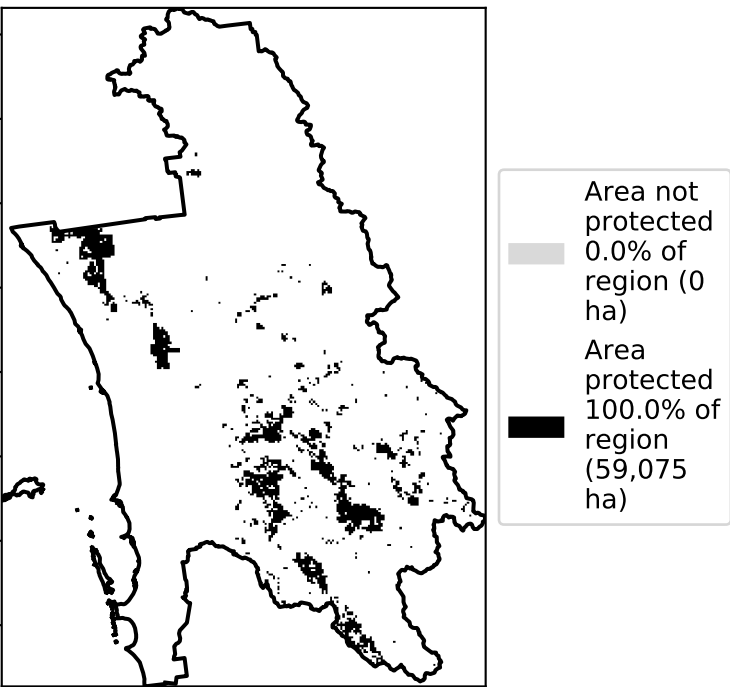 Area not
protected
0.0% of
region (0
ha)
Area
protected
100.0% of
region
(59,075
ha)